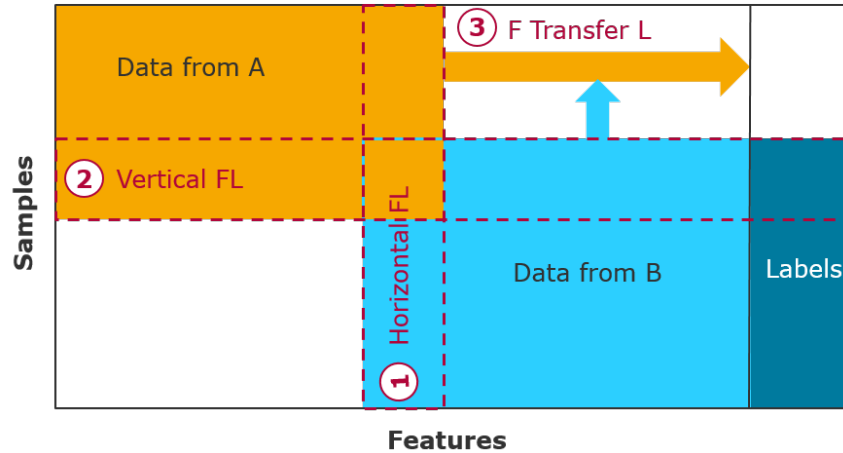 3 F Transfer L
Data from A
2 Vertical FL
Samples
1 Horizontal FL
Data from B
Labels
Features